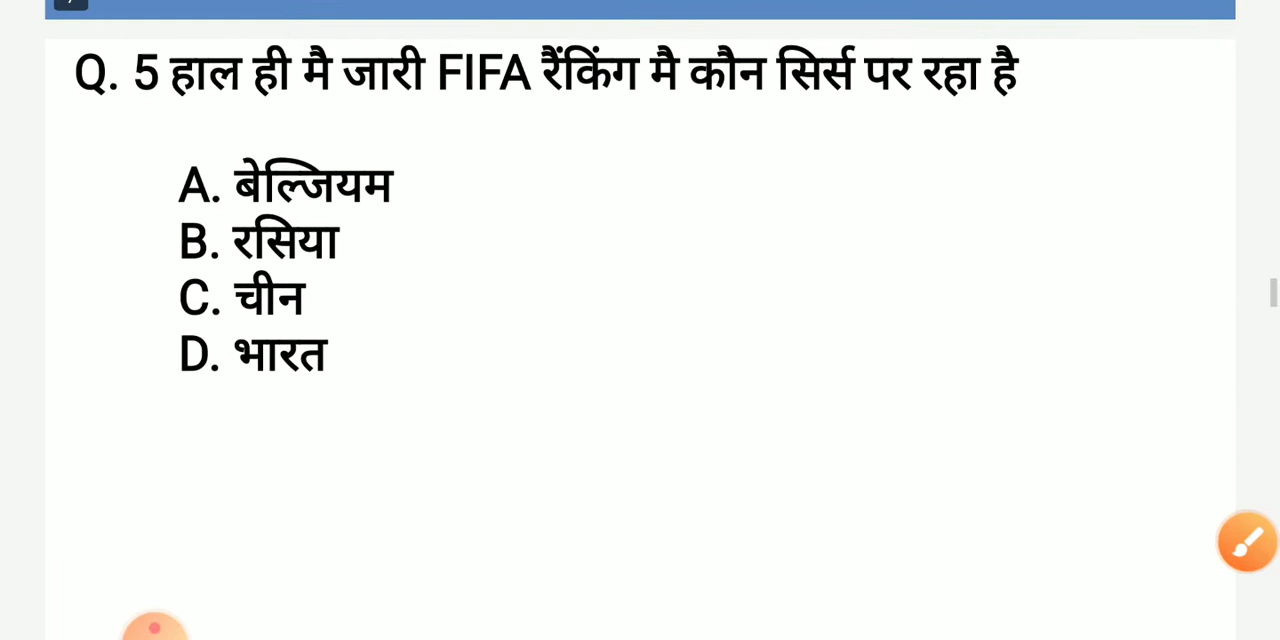 Q. 5 हाल ही मै जारी FIFA रैंकिंग मै कौन सिर्स पर रहा है
A. बेल्जियम
B. रसिया
C. चीन
D. भारत